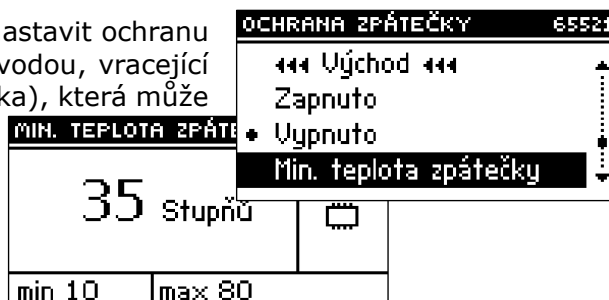 astavit ochranu
vodou, vracející
ka), která může
OCHRANA ZPÁTEČKY 65521
◄◄◄ Východ ◄◄◄
Zapnuto
• Vypnuto
Min. teplota zpátečky
MIN. TEPLOTA ZPÁTE
35 Stupňů
min 10 max 80